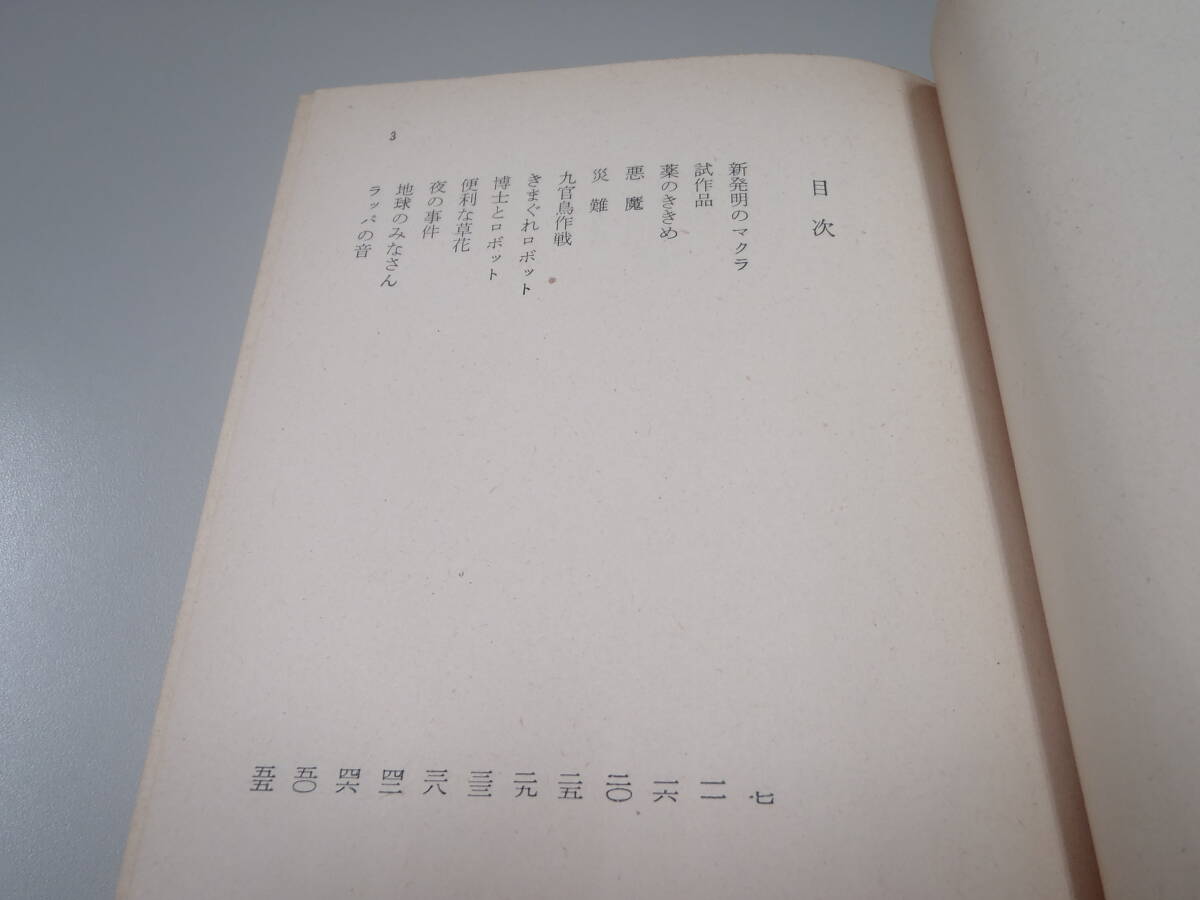 目次
新発明のマクラ 七
試作品 一一
薬のききめ 一六
悪魔 二〇
災難 二五
九官鳥作戦 二九
きまぐれロボット 三三
博士とロボット 三八
便利な草花 四二
夜の事件 四六
地球のみなさん 五〇
ラッパの音 五五
3